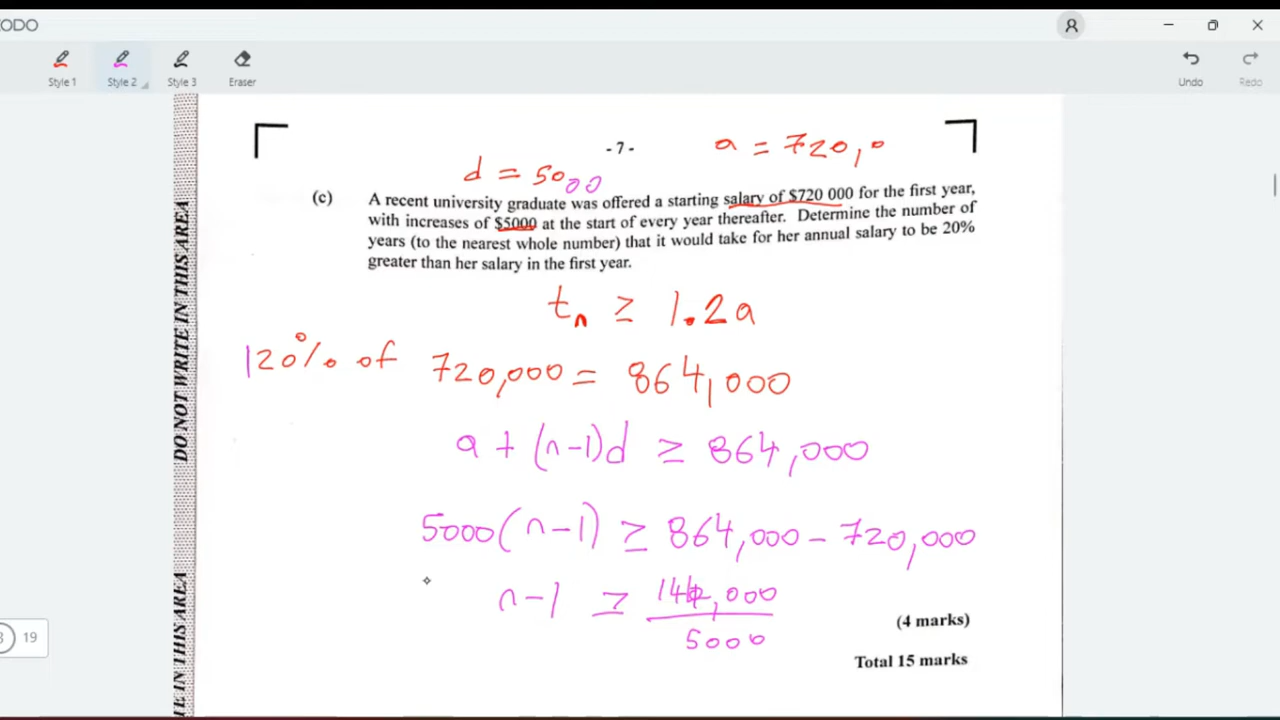 ODO
Style 1
Style 2
Style 3
Eraser
Undo
Redo
- 7 -
a = 720,0
d = 5000
(c) A recent university graduate was offered a starting salary of $720 000 for the first year,
with increases of $5000 at the start of every year thereafter. Determine the number of
years (to the nearest whole number) that it would take for her annual salary to be 20%
greater than her salary in the first year.
tn ≥ 1.2a
120% of 720,000 = 864,000
a + (n-1)d ≥ 864,000
5000(n-1) ≥ 864,000 - 720,000
n-1 ≥ 144,000
5000
(4 marks)
Total 15 marks
DO NOT WRITE IN THIS AREA
TE IN THIS AREA
19